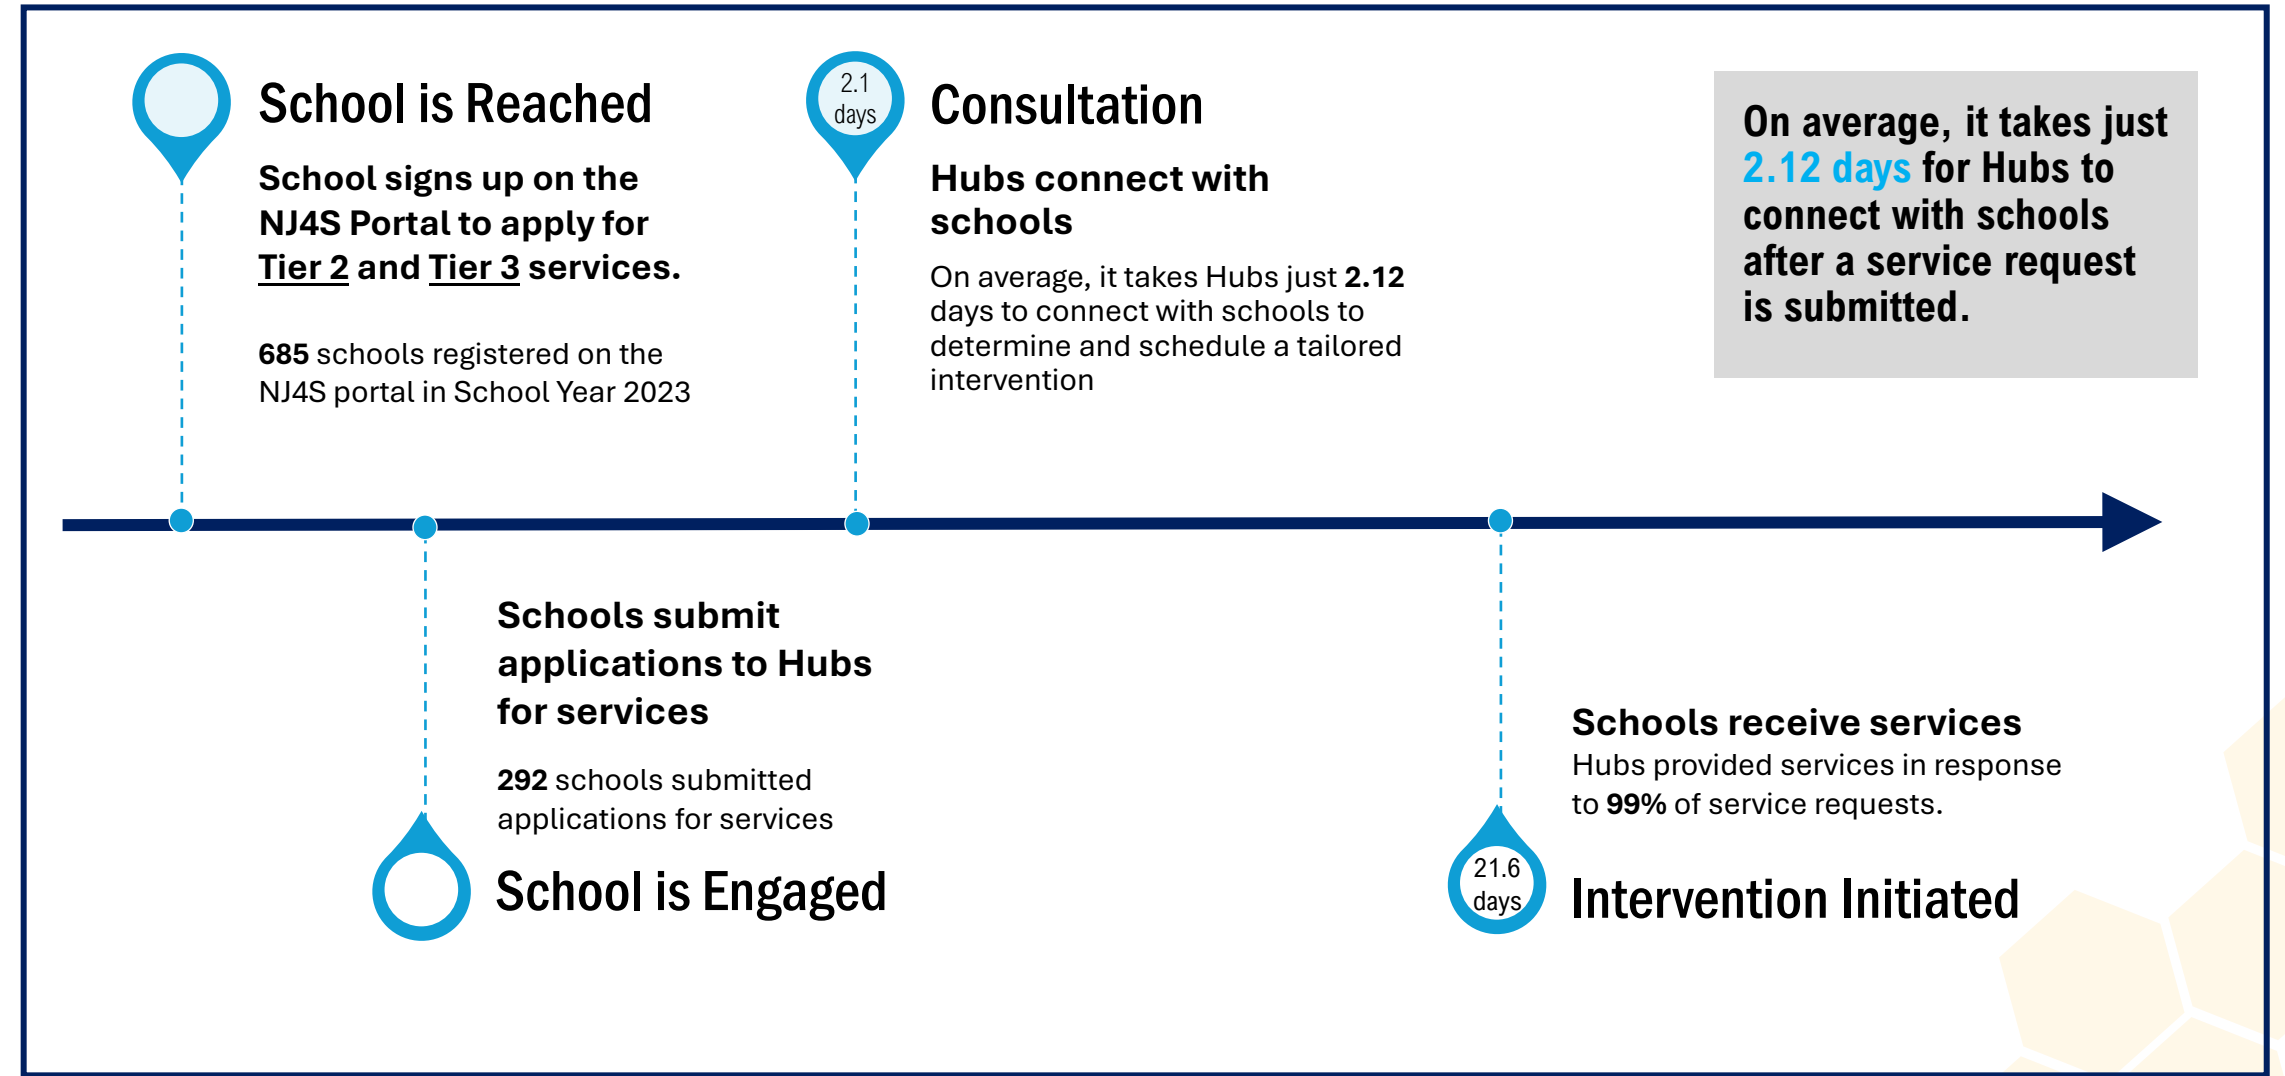 School is Reached
School signs up on the
NJ4S Portal to apply for
Tier 2 and Tier 3 services.
685 schools registered on the
NJ4S portal in School Year 2023
2.1
days
Consultation
Hubs connect with
schools
On average, it takes Hubs just 2.12
days to connect with schools to
determine and schedule a tailored
intervention
On average, it takes just
2.12 days for Hubs to
connect with schools
after a service request
is submitted.
Schools submit
applications to Hubs
for services
292 schools submitted
applications for services
School is Engaged
Schools receive services
Hubs provided services in response
to 99% of service requests.
21.6
days
Intervention Initiated